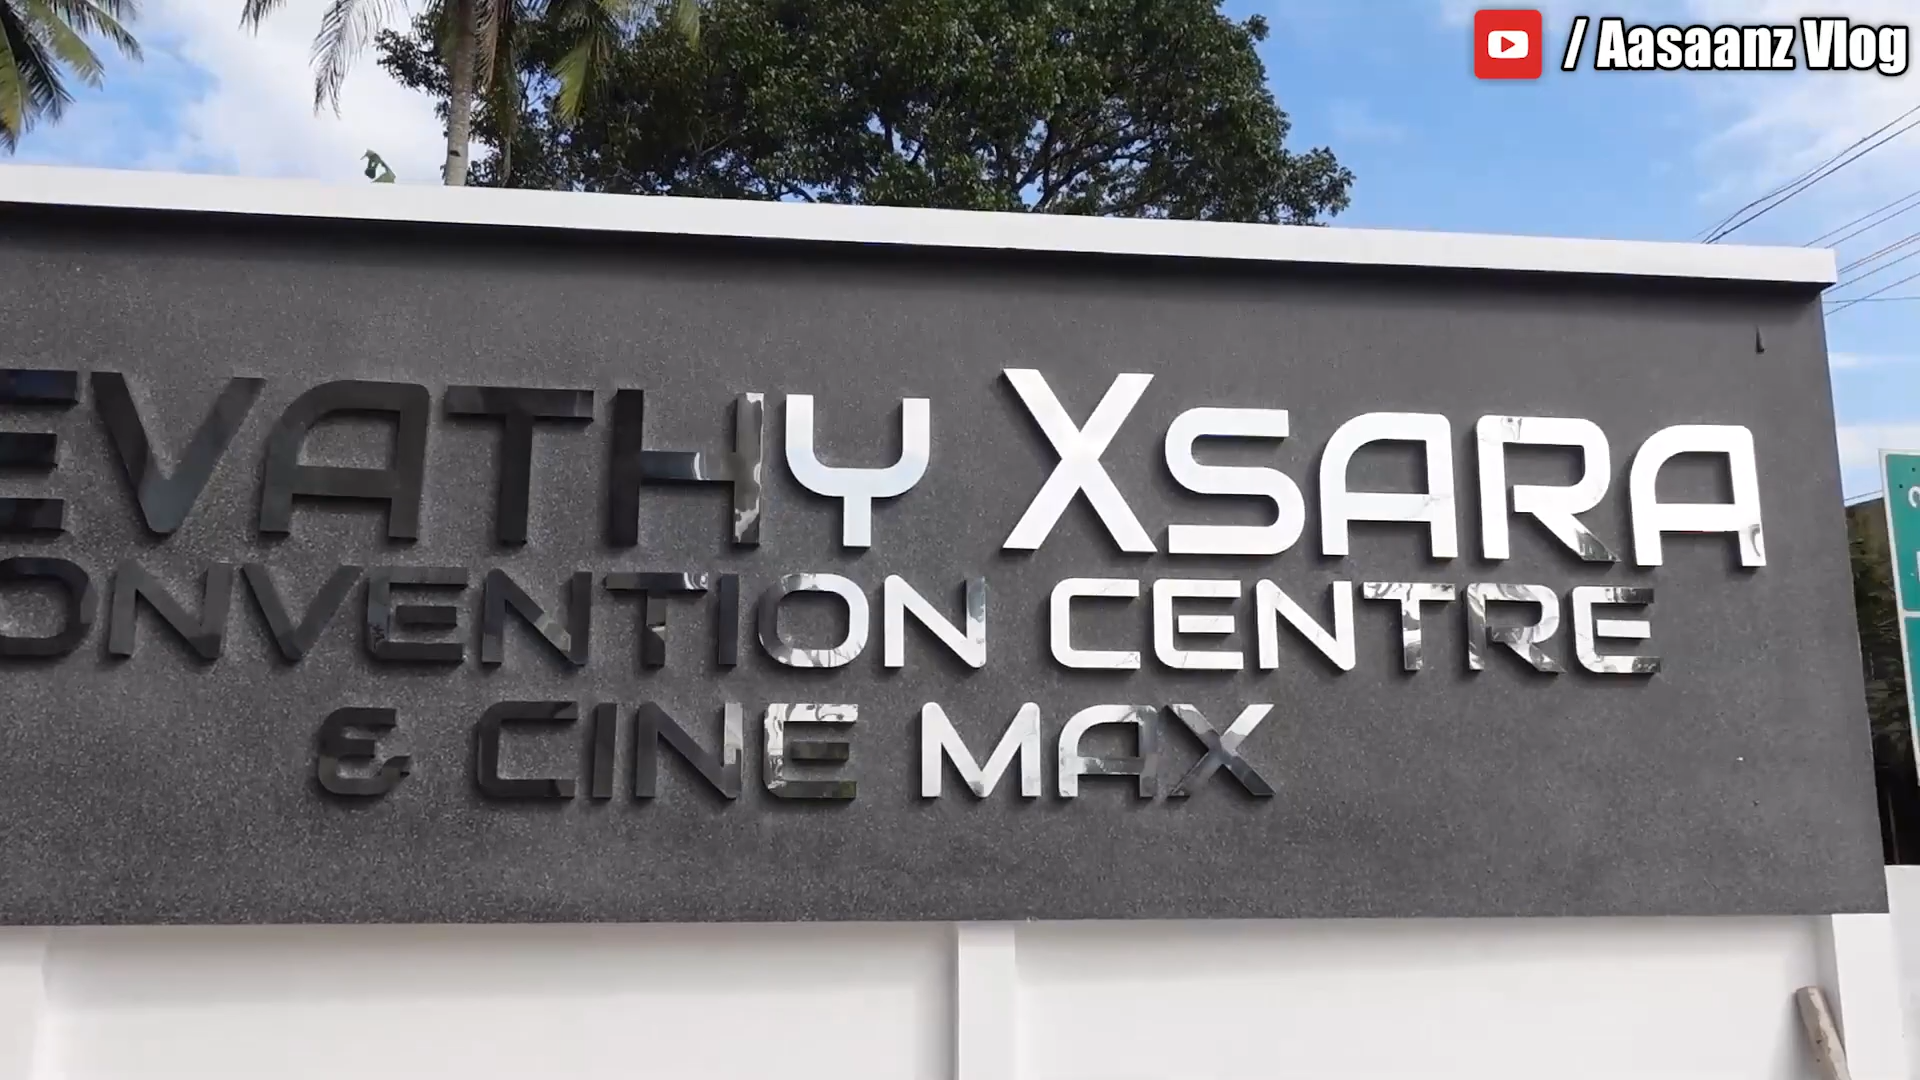 / Aasaanz Vlog
EVATHY XSARA
ONVENTION CENTRE
& CINE MAX